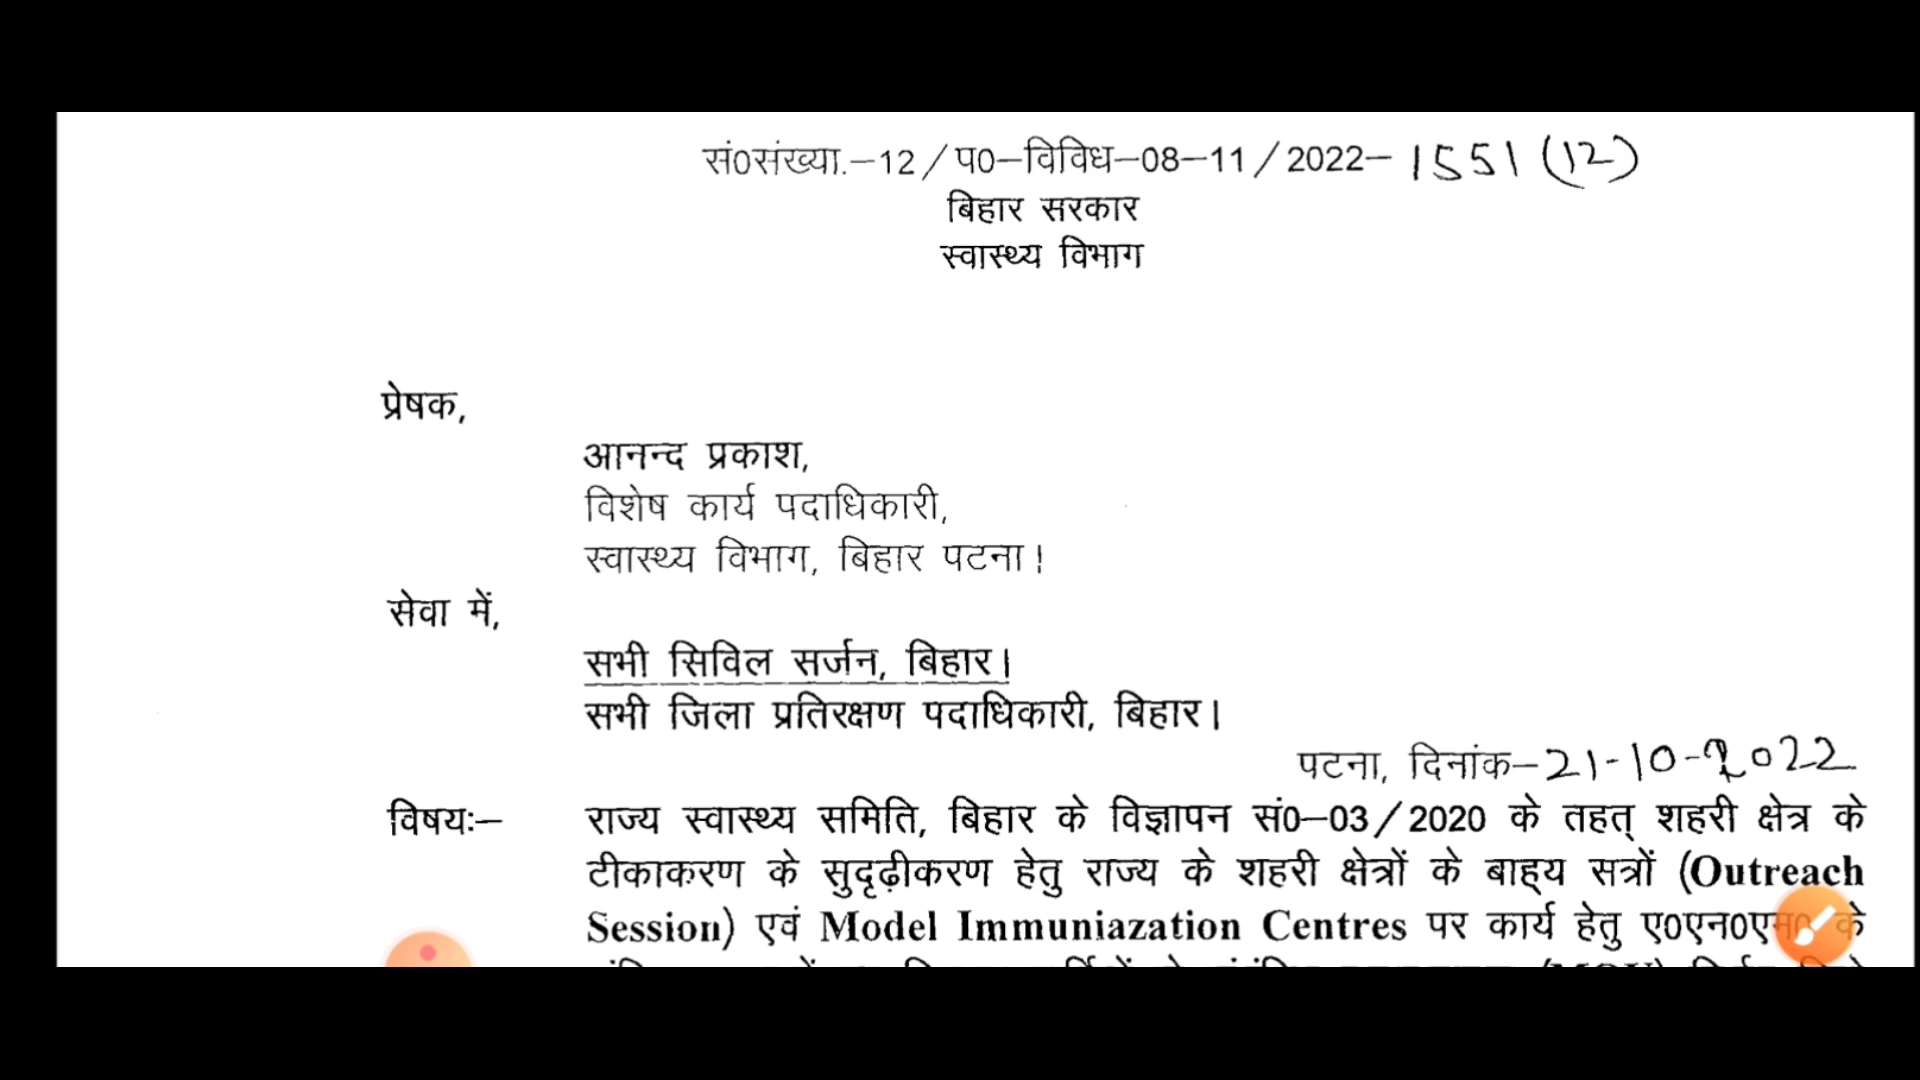 सं0संख्या.–12/प0–विविध–08–11/2022– 1551(12)
बिहार सरकार
स्वास्थ्य विभाग
प्रेषक,
आनन्द प्रकाश,
विशेष कार्य पदाधिकारी,
स्वास्थ्य विभाग, बिहार पटना।
सेवा में,
सभी सिविल सर्जन, बिहार।
सभी जिला प्रतिरक्षण पदाधिकारी, बिहार।
पटना, दिनांक–21-10-2022
विषयः– राज्य स्वास्थ्य समिति, बिहार के विज्ञापन सं0–03/2020 के तहत् शहरी क्षेत्र के
टीकाकरण के सुदृढ़ीकरण हेतु राज्य के शहरी क्षेत्रों के बाह्य सत्रों (Outreach
Session) एवं Model Immuniazation Centres पर कार्य हेतु ए0एन0एम0 के